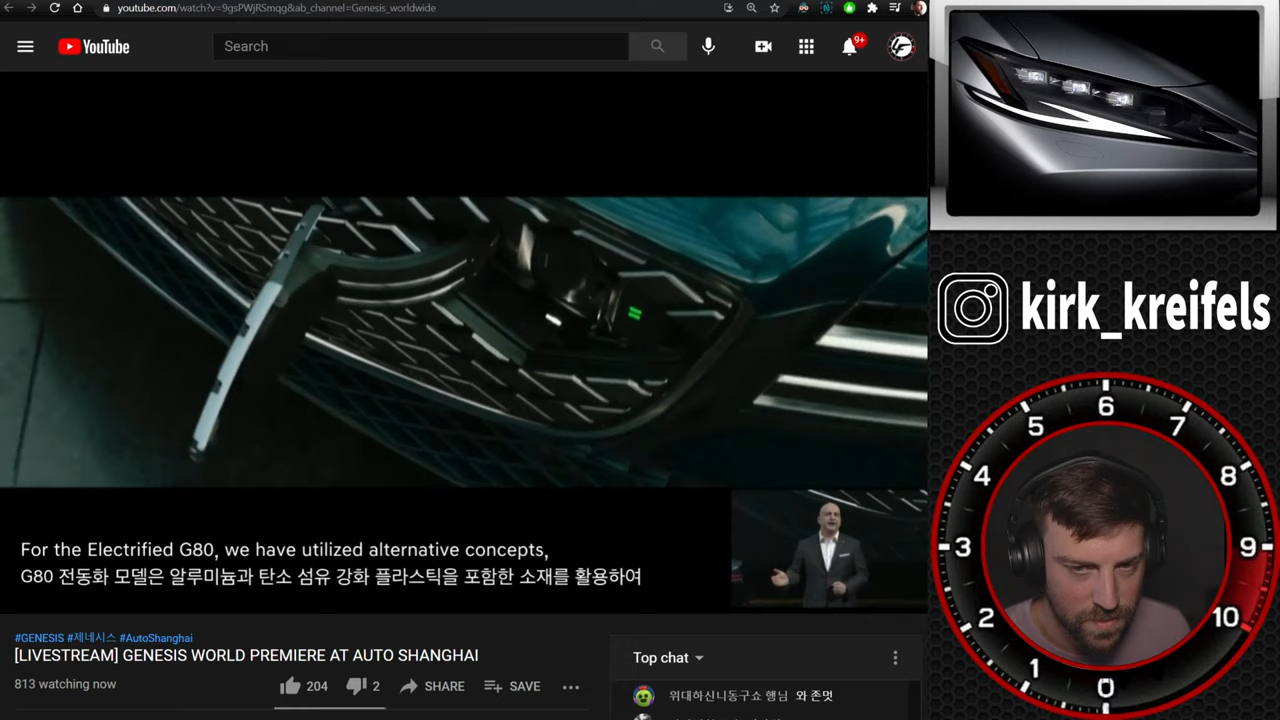 youtube.com/watch?v=9gsPWjRSmqg&ab_channel=Genesis_worldwide
YouTube
Search
9+
For the Electrified G80, we have utilized alternative concepts,
G80 전동화 모델은 알루미늄과 탄소 섬유 강화 플라스틱을 포함한 소재를 활용하여
#GENESIS #제네시스 #AutoShanghai
[LIVESTREAM] GENESIS WORLD PREMIERE AT AUTO SHANGHAI
813 watching now
204
2
SHARE
SAVE
Top chat
위대하신니동구쇼 행님 와 존멋
kirk_kreifels
0
1
2
3
4
5
6
7
8
9
10